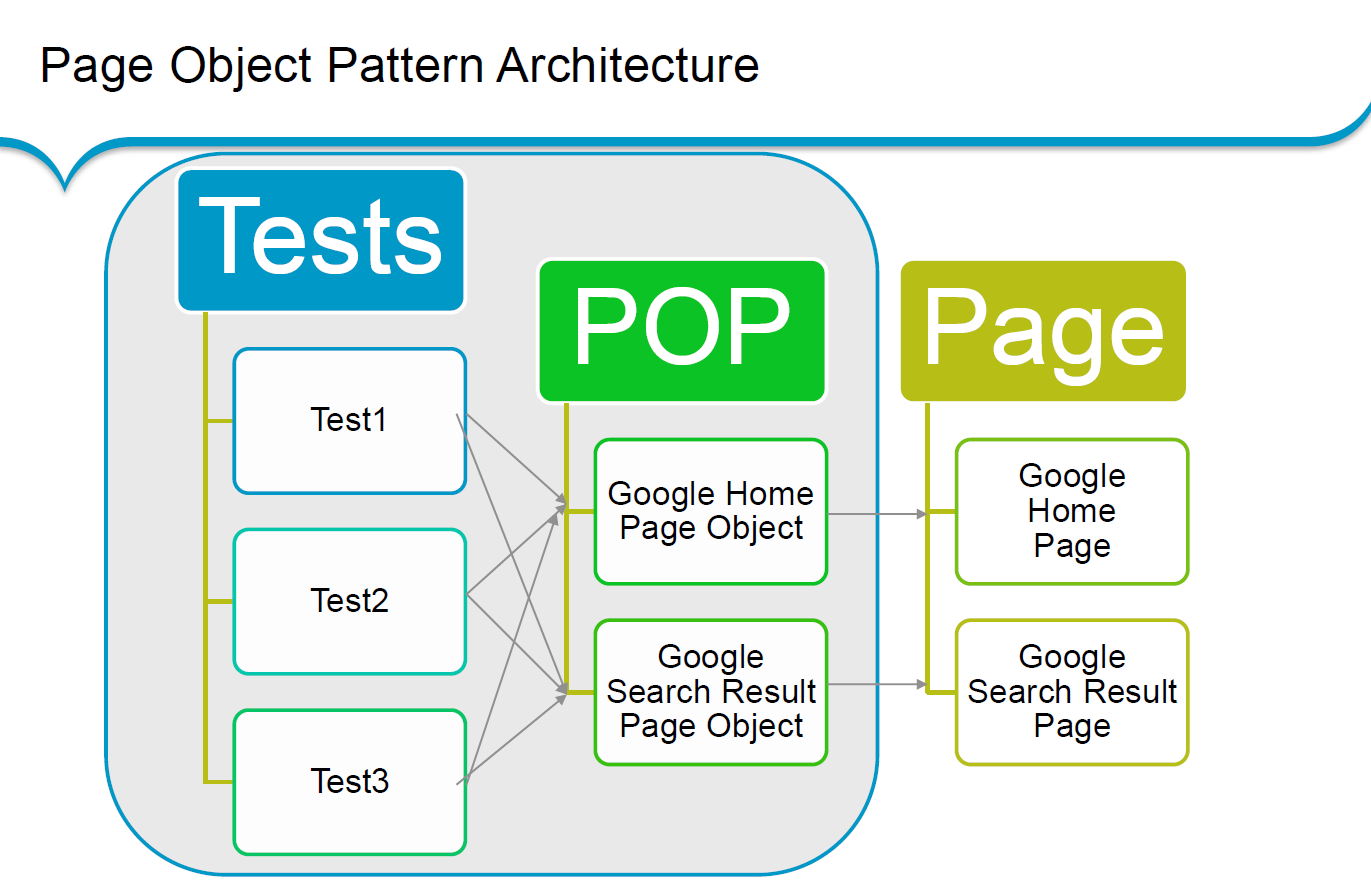 Page Object Pattern Architecture
Tests
POP
Page
Test1
Test2
Test3
Google Home
Page Object
Google
Search Result
Page Object
Google
Home
Page
Google
Search Result
Page